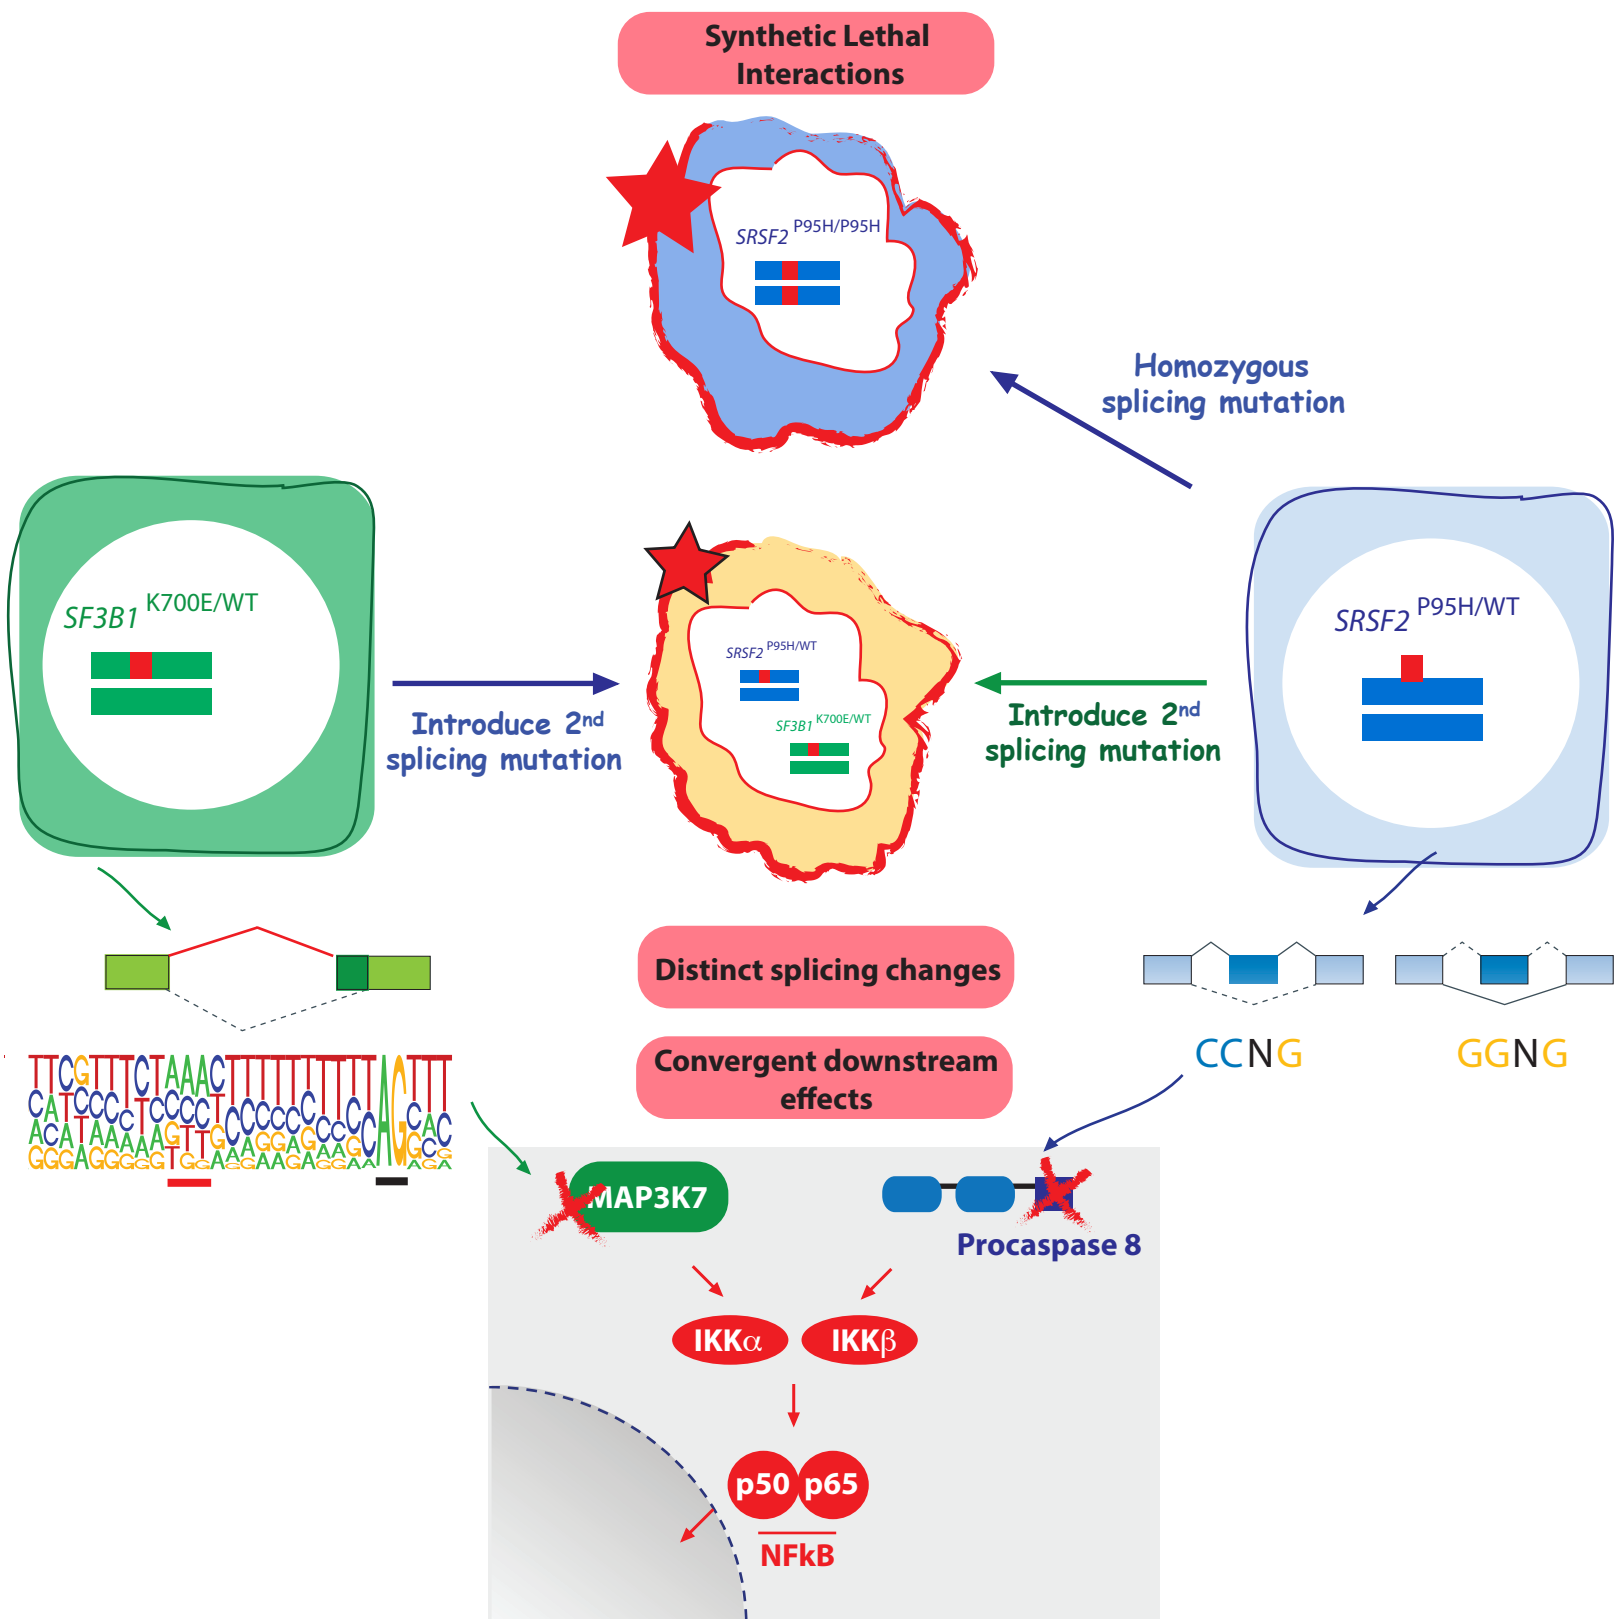 Synthetic Lethal
Interactions
SRSF2 P95H/P95H
Homozygous
splicing mutation
SF3B1 K700E/WT
SRSF2 P95H/WT
SF3B1 K700E/WT
SRSF2 P95H/WT
Introduce 2nd
splicing mutation
Introduce 2nd
splicing mutation
Distinct splicing changes
CCNG
GGNG
Convergent downstream
effects
TTCGTTTCTAAACTTTTTTTTTTAGTTT
MAP3K7
Procaspase 8
IKKα
IKKβ
p50
p65
NFkB